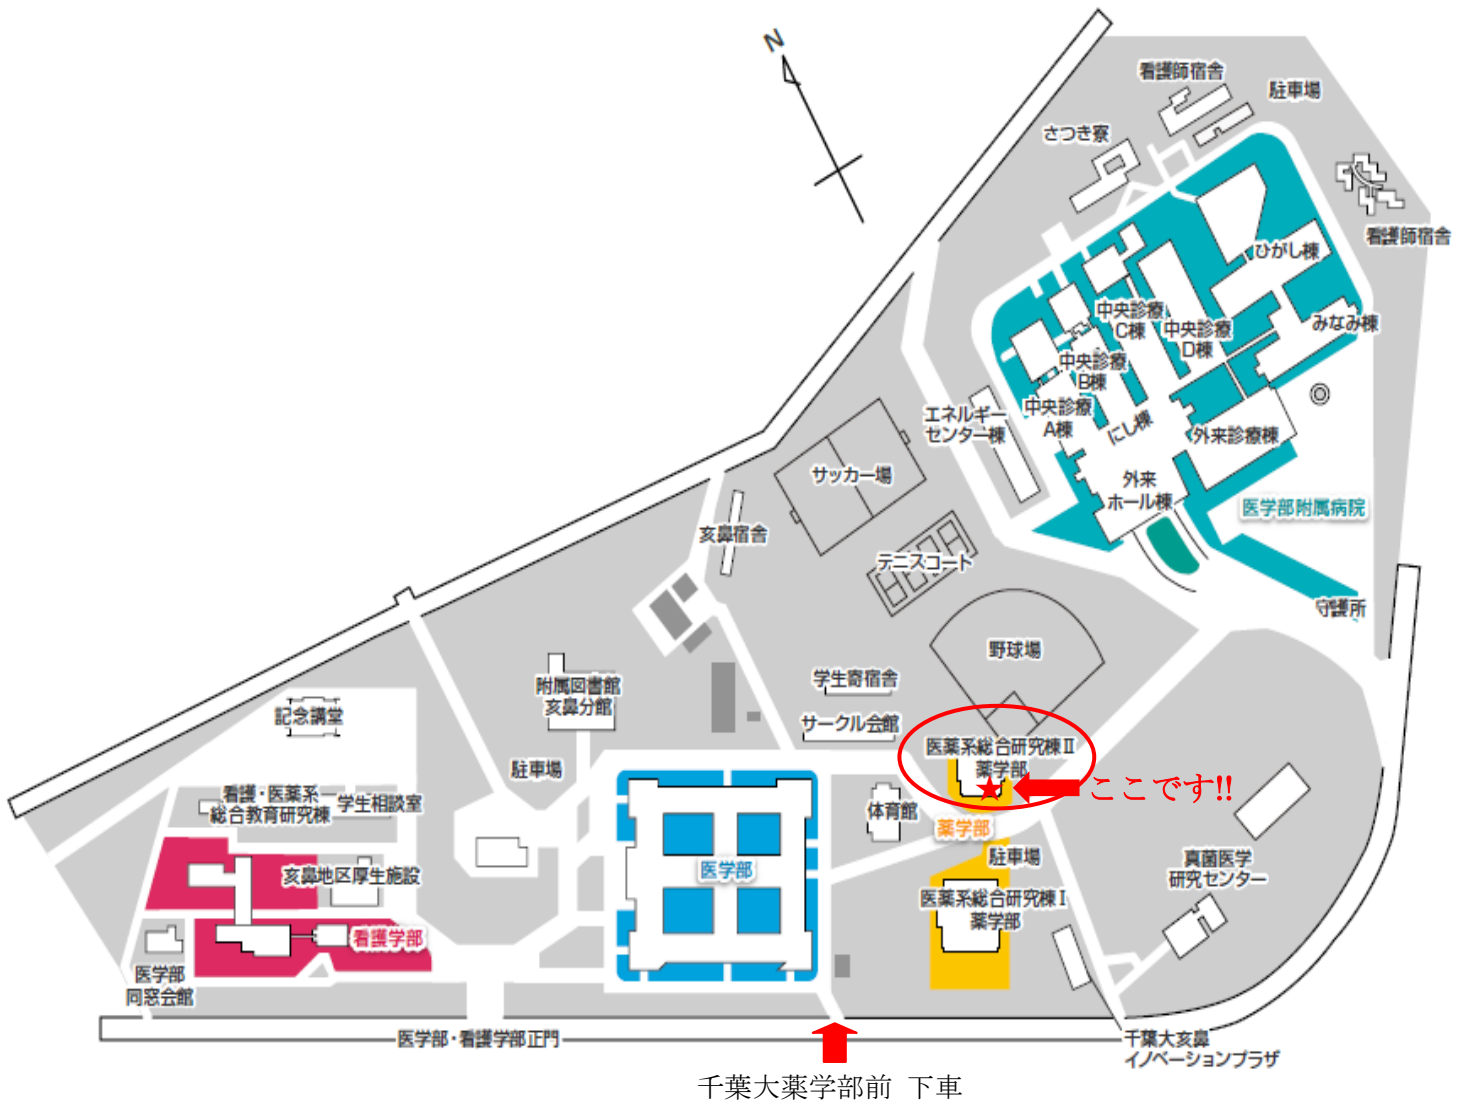 N
看護師宿舎
駐車場
さつき寮
看護師宿舎
ひがし棟
中央診療
C棟
中央診療
D棟
みなみ棟
中央診療
B棟
中央診療
A棟
にし棟
外来診療棟
エネルギー
センター棟
外来
ホール棟
医学部附属病院
サッカー場
亥鼻宿舎
テニスコート
守護所
野球場
学生寄宿舎
附属図書館
亥鼻分館
記念講堂
サークル会館
医薬系総合研究棟Ⅱ
薬学部
ここです!!
駐車場
看護・医薬系
総合教育研究棟
学生相談室
体育館
薬学部
駐車場
医学部
真菌医学
研究センター
亥鼻地区厚生施設
医薬系総合研究棟Ⅰ
薬学部
看護学部
医学部
同窓会館
医学部・看護学部正門
千葉大亥鼻
イノベーションプラザ
千葉大薬学部前 下車